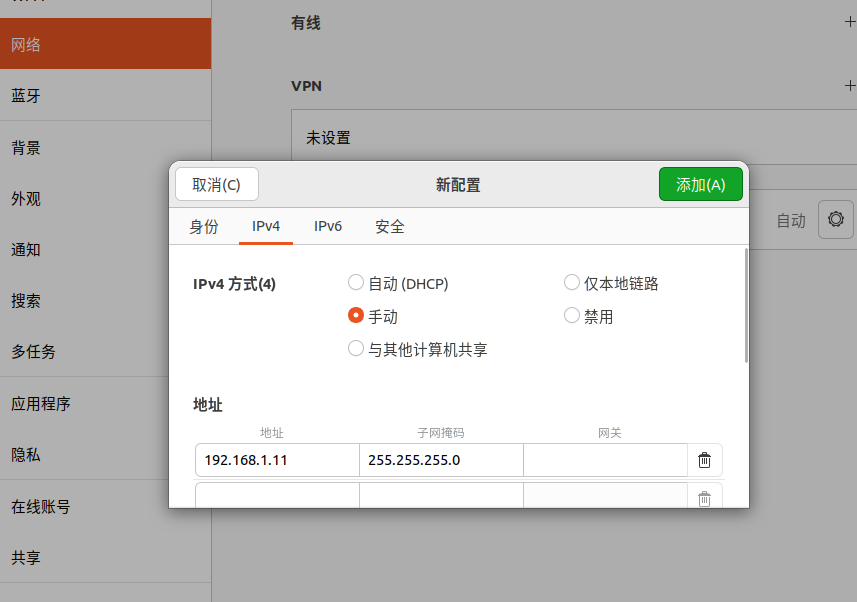 网络
蓝牙
背景
外观
通知
搜索
多任务
应用程序
隐私
在线账号
共享
有线
VPN
未设置
自动
取消(C)
新配置
添加(A)
身份 IPv4 IPv6 安全
IPv4 方式(4)
自动 (DHCP) 仅本地链路
手动 禁用
与其他计算机共享
地址
地址 子网掩码 网关
192.168.1.11 255.255.255.0